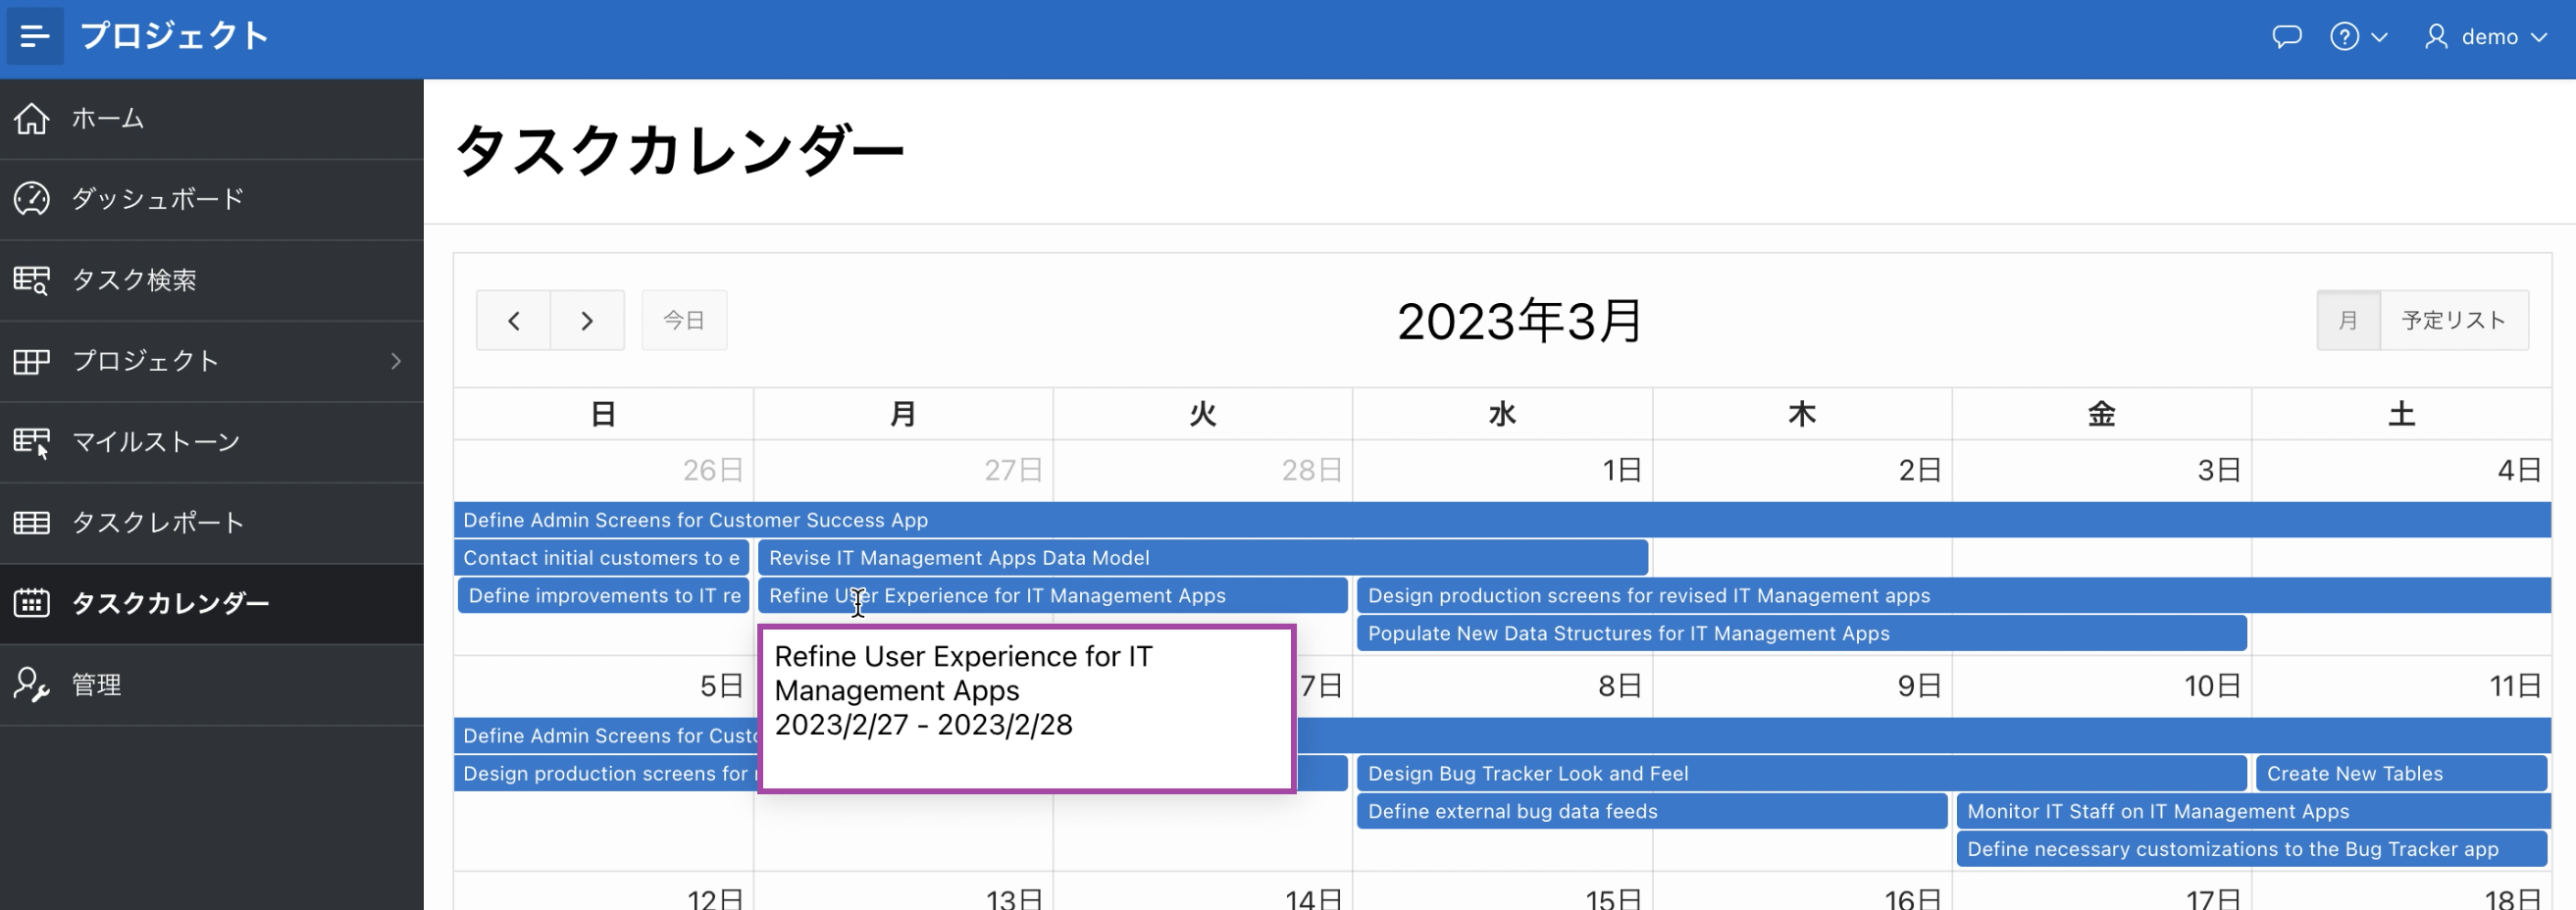 プロジェクト
demo
ホーム
ダッシュボード
タスク検索
プロジェクト
マイルストーン
タスクレポート
タスクカレンダー
管理
タスクカレンダー
今日
2023年3月
月 予定リスト
日 月 火 水 木 金 土
26日 27日 28日 1日 2日 3日 4日
Define Admin Screens for Customer Success App
Contact initial customers to e Revise IT Management Apps Data Model
Define improvements to IT re Refine User Experience for IT Management Apps Design production screens for revised IT Management apps
Populate New Data Structures for IT Management Apps
Refine User Experience for IT
Management Apps
2023/2/27 - 2023/2/28
5日 7日 8日 9日 10日 11日
Define Admin Screens for Custo
Design production screens for Design Bug Tracker Look and Feel Create New Tables
Define external bug data feeds Monitor IT Staff on IT Management Apps
Define necessary customizations to the Bug Tracker app
12日 13日 14日 15日 16日 17日 18日